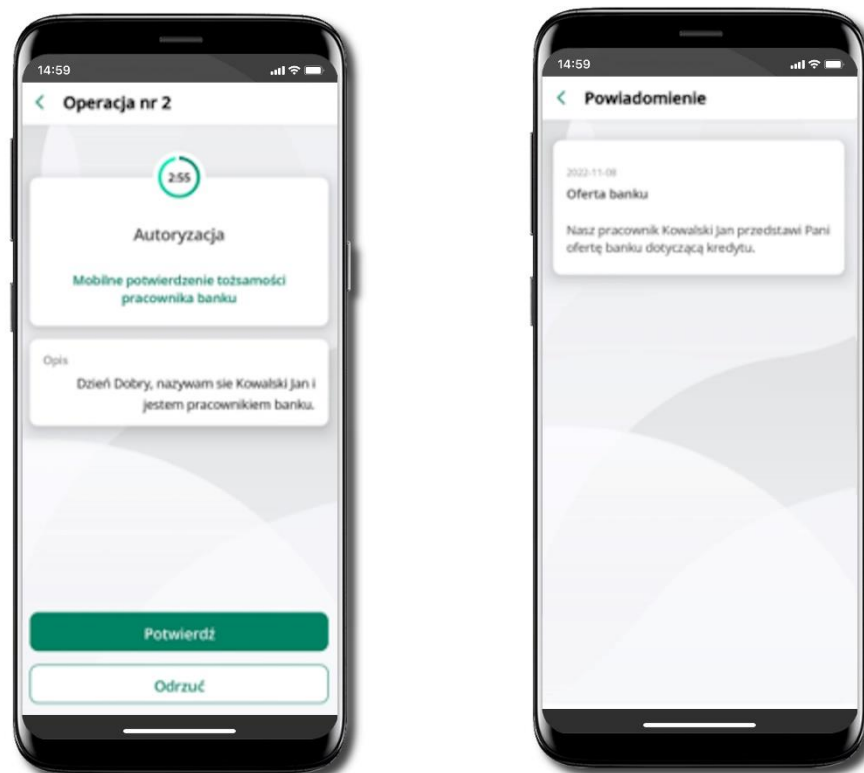 14:59
Operacja nr 2
2:55
Autoryzacja
Mobilne potwierdzenie tożsamości
pracownika banku
Opis
Dzień Dobry, nazywam sie Kowalski Jan i
jestem pracownikiem banku.
Potwierdź
Odrzuć
14:59
Powiadomienie
2022-11-08
Oferta banku
Nasz pracownik Kowalski Jan przedstawi Pani
ofertę banku dotyczącą kredytu.